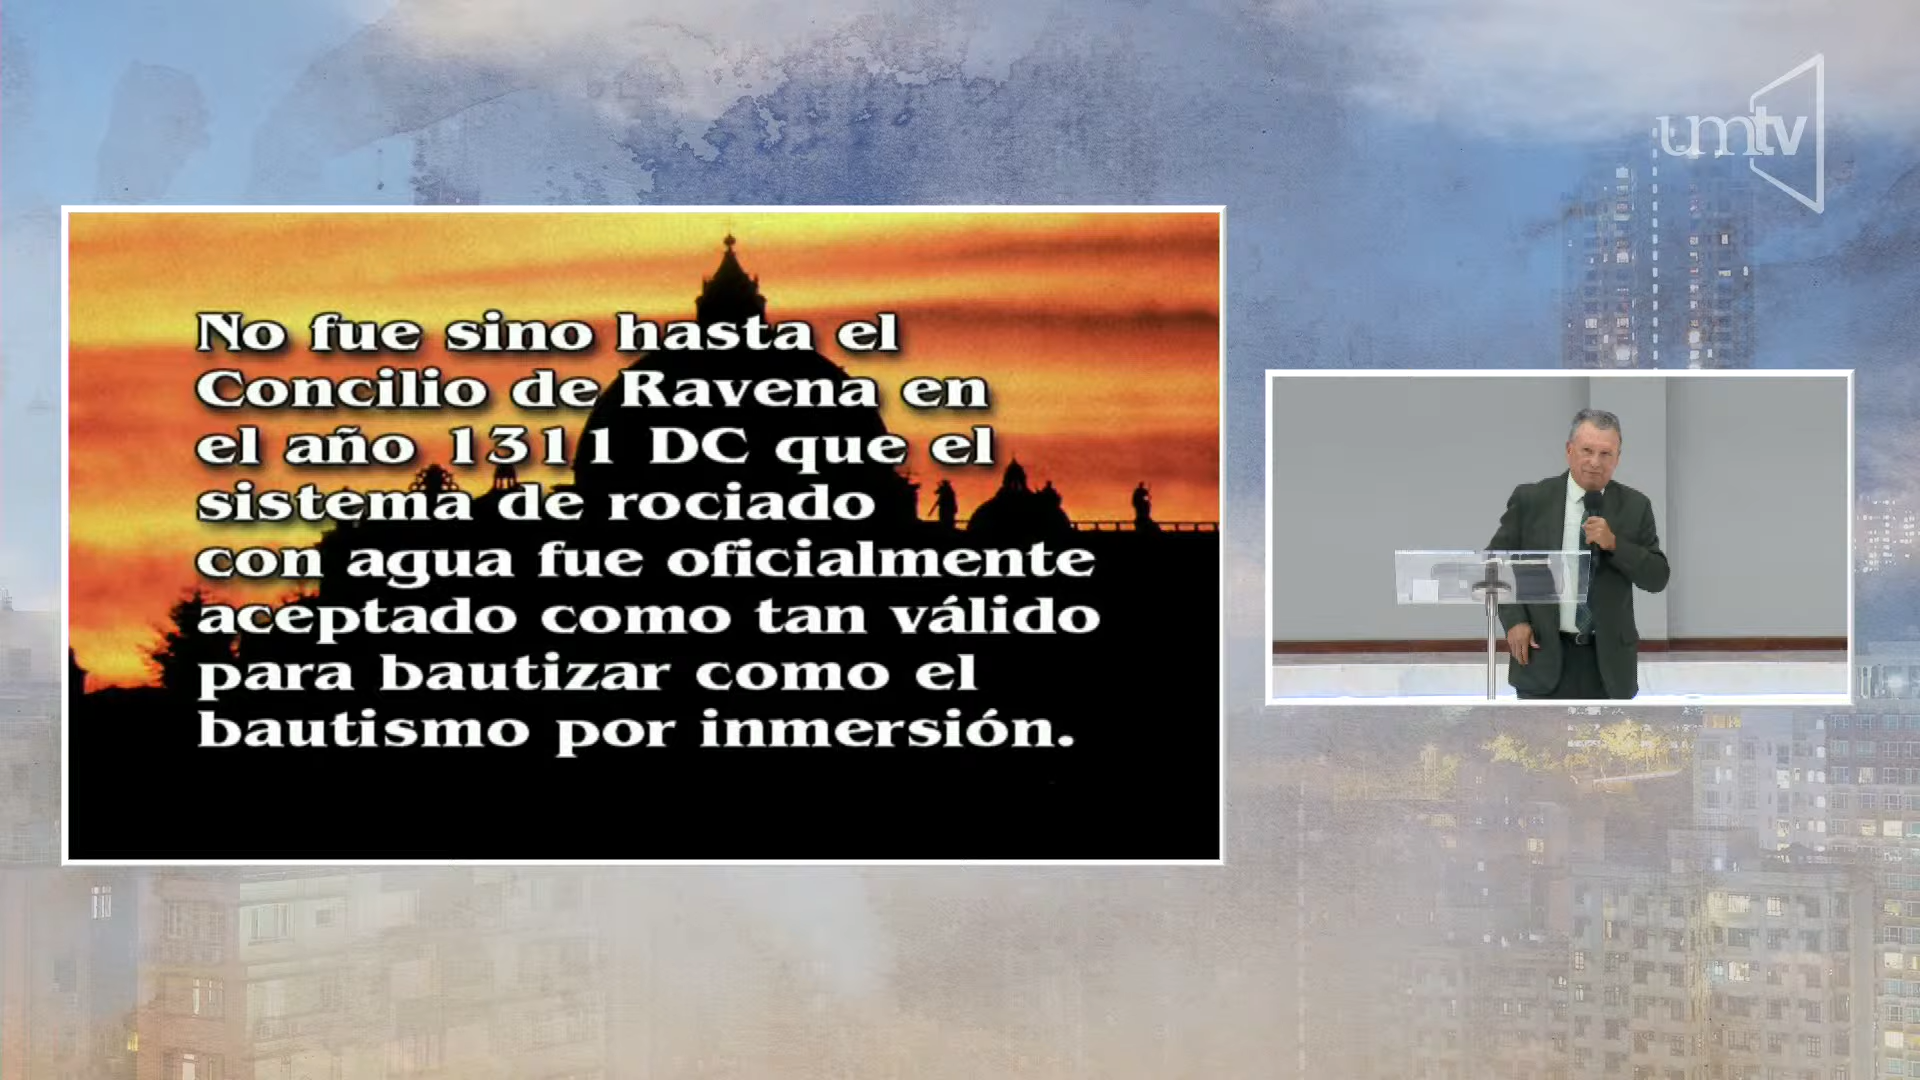 umtv
No fue sino hasta el
Concilio de Ravena en
el año 1311 DC que el
sistema de rociado
con agua fue oficialmente
aceptado como tan válido
para bautizar como el
bautismo por inmersión.